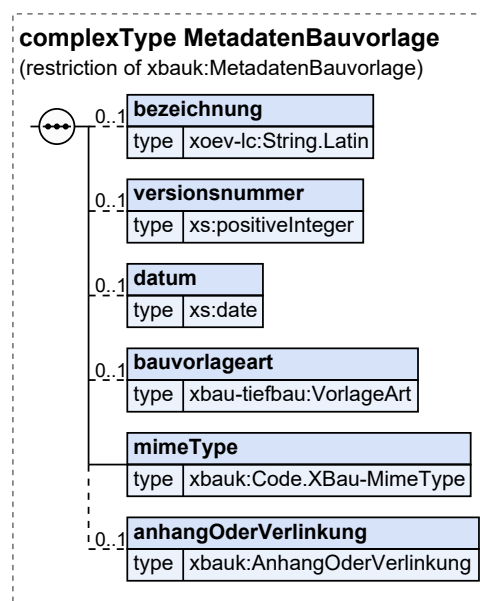 complexType MetadatenBauvorlage
(restriction of xbauk:MetadatenBauvorlage)
0..1 bezeichnung
type xoev-lc:String.Latin
0..1 versionsnummer
type xs:positiveInteger
0..1 datum
type xs:date
0..1 bauvorlageart
type xbau-tiefbau:VorlageArt
mimeType
type xbauk:Code.XBau-MimeType
0..1 anhangOderVerlinkung
type xbauk:AnhangOderVerlinkung